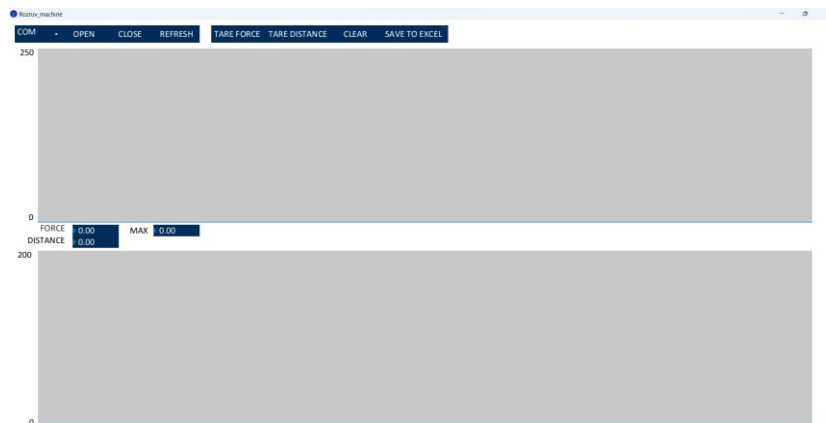 Rozruv_machine
COM OPEN CLOSE REFRESH TARE FORCE TARE DISTANCE CLEAR SAVE TO EXCEL
250
0
FORCE 0.00 MAX 0.00
DISTANCE 0.00
200
0